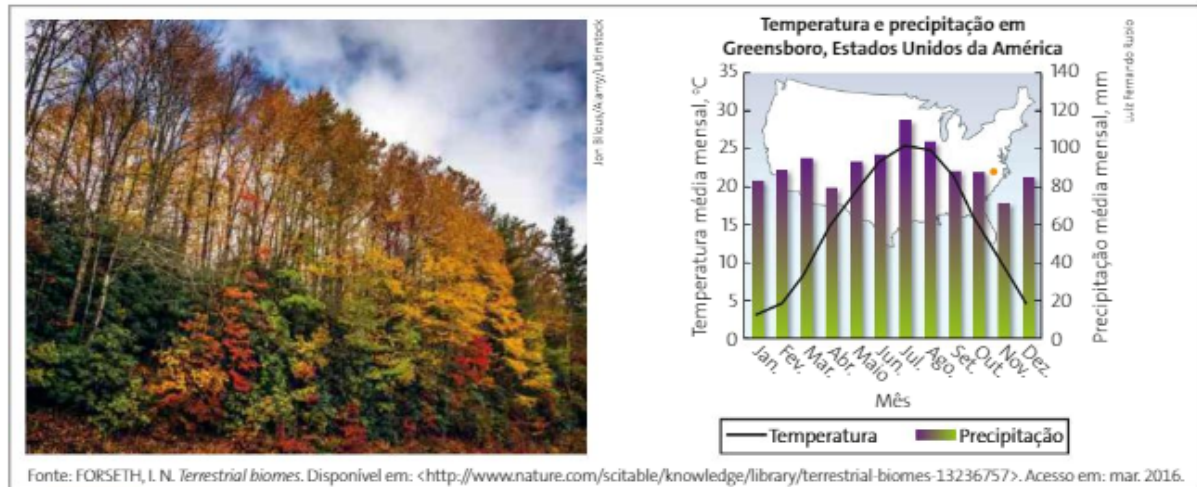 Jon Bilous/Alamy/Latinstock
Temperatura e precipitação em
Greensboro, Estados Unidos da América
Luiz Fernando Rubio
Temperatura média mensal, °C
35
30
25
20
15
10
5
0
140
120
100
80
60
40
20
0
Precipitação média mensal, mm
Jan.
Fev.
Mar.
Abr.
Maio
Jun.
Jul.
Ago.
Set.
Out.
Nov.
Dez.
Mês
Temperatura Precipitação
Fonte: FORSETH, I. N. Terrestrial biomes. Disponível em: <http://www.nature.com/scitable/knowledge/library/terrestrial-biomes-13236757>. Acesso em: mar. 2016.